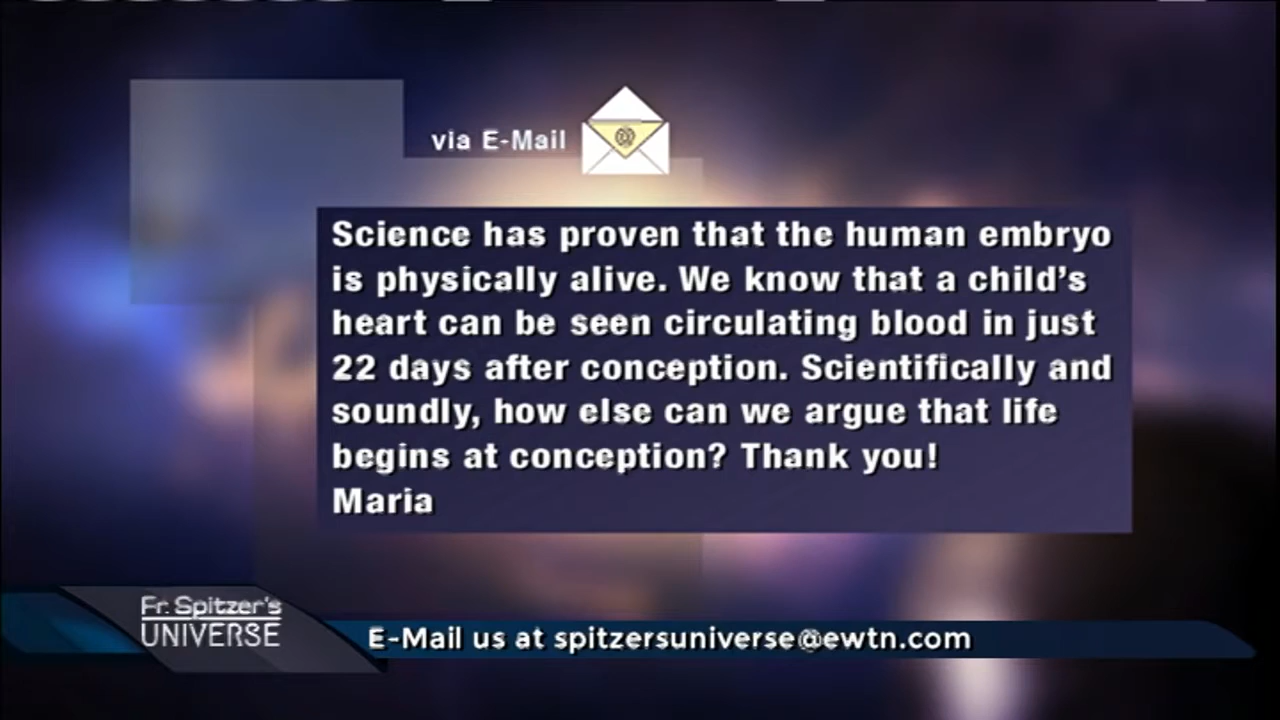 via E-Mail
@
Science has proven that the human embryo
is physically alive. We know that a child's
heart can be seen circulating blood in just
22 days after conception. Scientifically and
soundly, how else can we argue that life
begins at conception? Thank you!
Maria
Fr. Spitzer's
UNIVERSE
E-Mail us at spitzersuniverse@ewtn.com